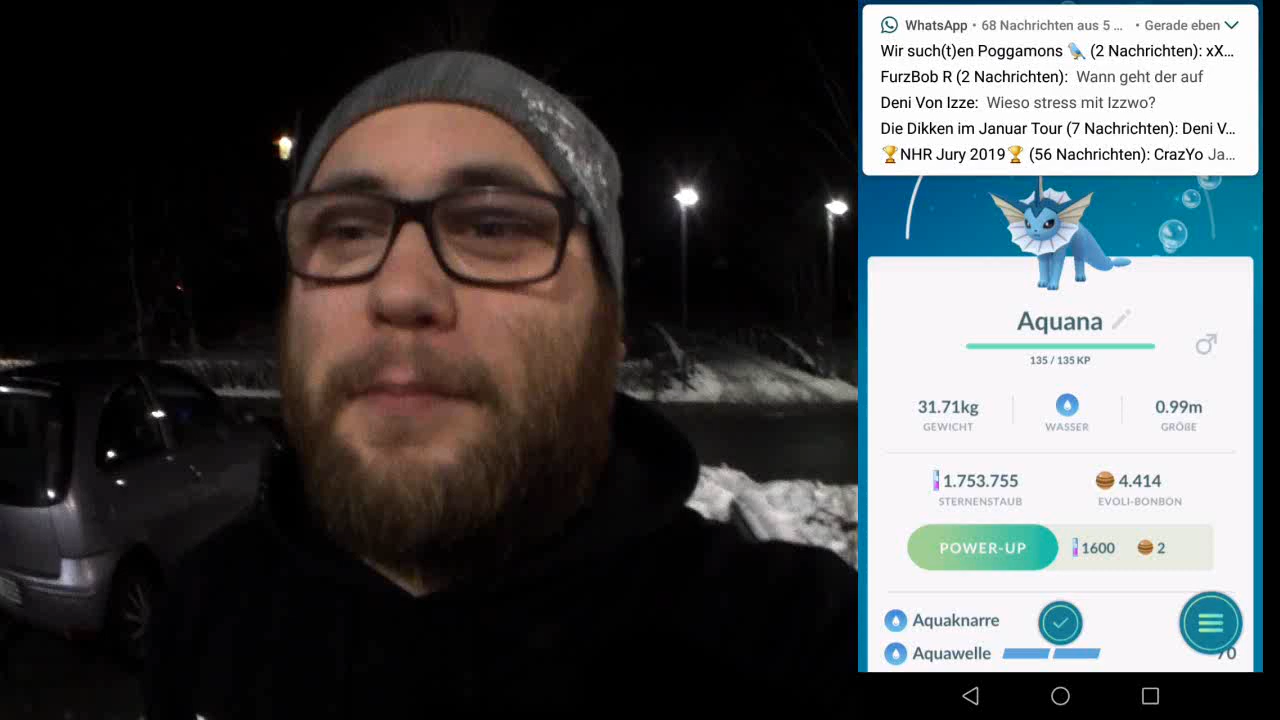 WhatsApp • 68 Nachrichten aus 5 ... • Gerade eben
Wir such(t)en Poggamons 🐦 (2 Nachrichten): xX...
FurzBob R (2 Nachrichten): Wann geht der auf
Deni Von Izze: Wieso stress mit Izzwo?
Die Dikken im Januar Tour (7 Nachrichten): Deni V...
🏆NHR Jury 2019🏆 (56 Nachrichten): CrazYo Ja...
Aquana
135 / 135 KP
31.71kg
GEWICHT
WASSER
0.99m
GRÖßE
1.753.755
STERNENSTAUB
4.414
EVOLI-BONBON
POWER-UP
1600
2
Aquaknarre
Aquawelle
70